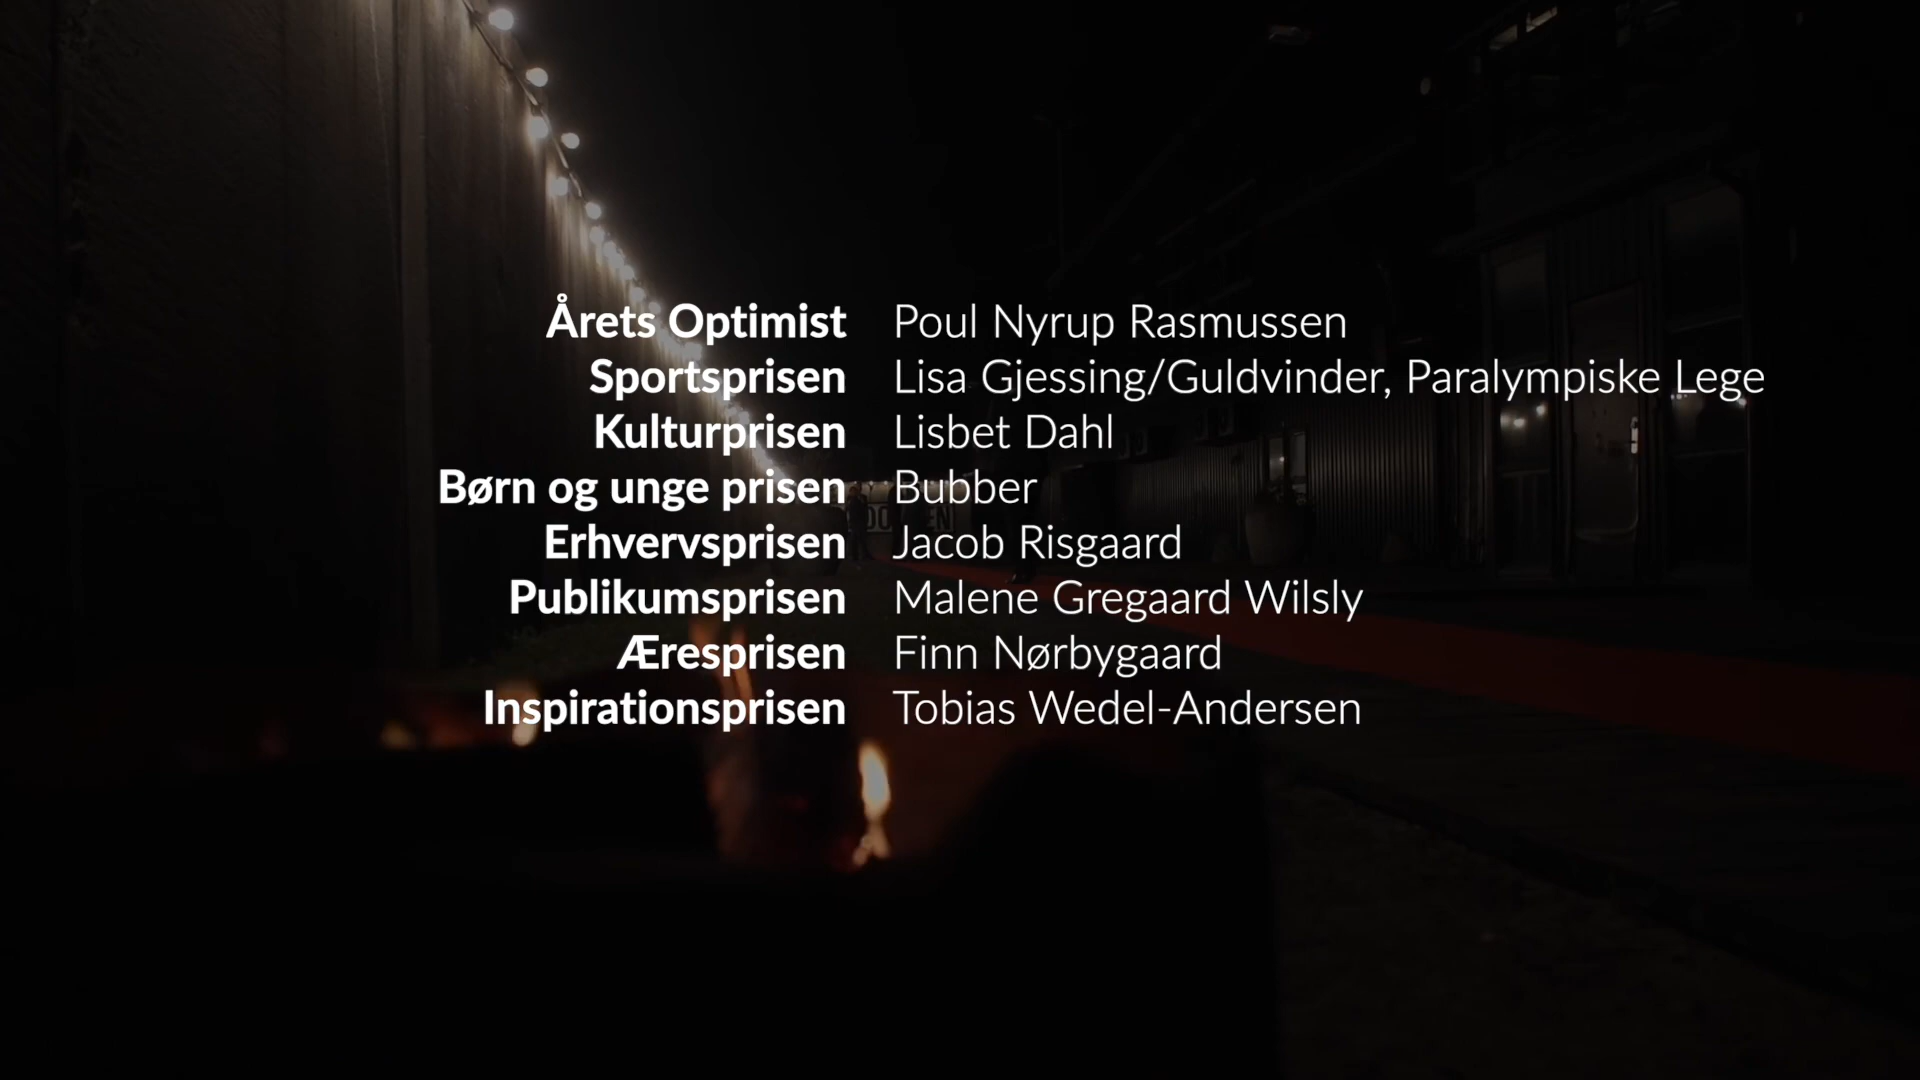 Årets Optimist Poul Nyrup Rasmussen
Sportsprisen Lisa Gjessing/Guldvinder, Paralympiske Lege
Kulturprisen Lisbet Dahl
Børn og unge prisen Bubber
Erhvervsprisen Jacob Risgaard
Publikumsprisen Malene Gregaard Wilsly
Æresprisen Finn Nørbygaard
Inspirationsprisen Tobias Wedel-Andersen